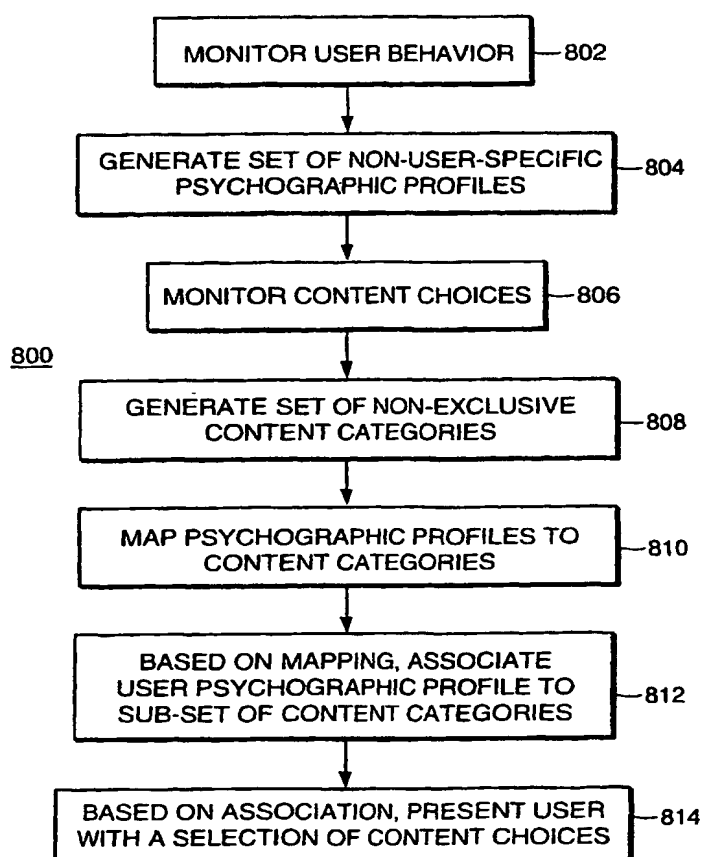 MONITOR USER BEHAVIOR 802
GENERATE SET OF NON-USER-SPECIFIC
PSYCHOGRAPHIC PROFILES 804
MONITOR CONTENT CHOICES 806
800
GENERATE SET OF NON-EXCLUSIVE
CONTENT CATEGORIES 808
MAP PSYCHOGRAPHIC PROFILES TO
CONTENT CATEGORIES 810
BASED ON MAPPING, ASSOCIATE
USER PSYCHOGRAPHIC PROFILE TO
SUB-SET OF CONTENT CATEGORIES 812
BASED ON ASSOCIATION, PRESENT USER
WITH A SELECTION OF CONTENT CHOICES 814